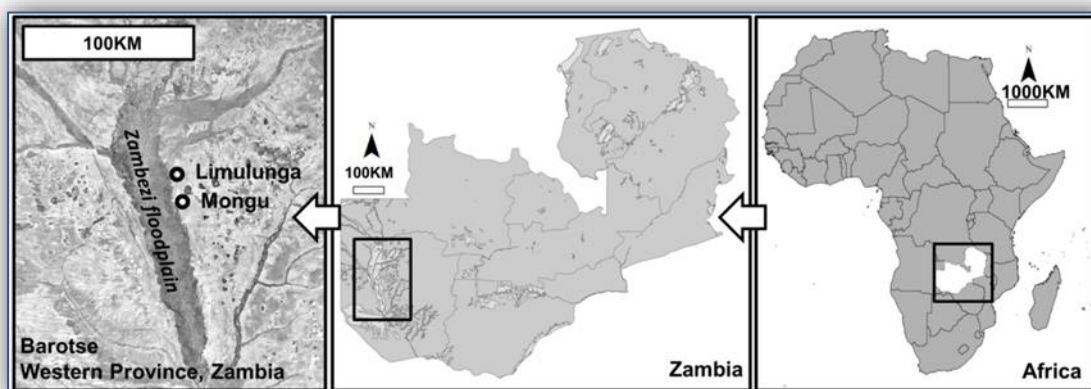 100KM
Zambezi floodplain
Limulunga
Mongu
Barotse
Western Province, Zambia
N
100KM
Zambia
N
1000KM
Africa